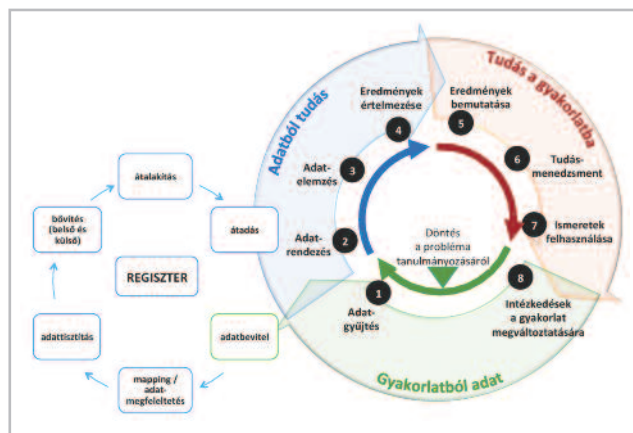 átalakítás
bővítés
(belső és
külső)
átadás
REGISZTER
adattisztítás
adatbevitel
mapping /
adat-
megfeleltetés
Adatból tudás
Tudás a gyakorlatba
Gyakorlatból adat
Eredmények
értelmezése
4
Eredmények
bemutatása
5
Adat-
elemzés
3
6
Tudás-
menedzsment
Adat-
rendezés
2
7
Ismeretek
felhasználása
Döntés
a probléma
tanulmányozásáról
1
Adat-
gyűjtés
8
Intézkedések
a gyakorlat
megváltoztatására